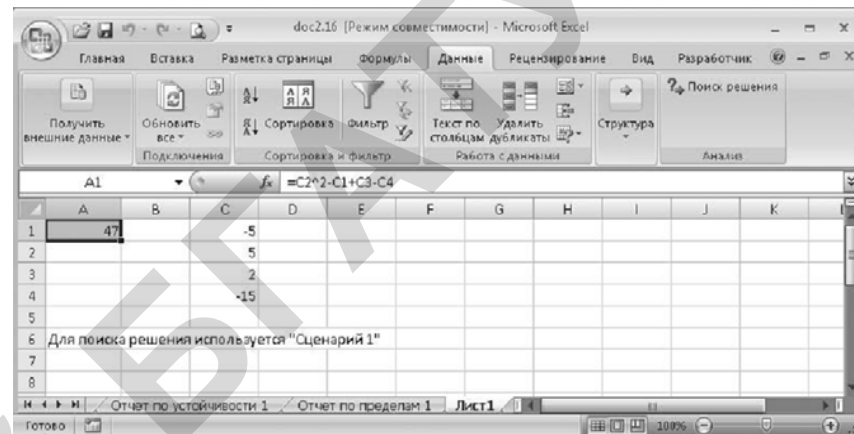 doc2.16 [Режим совместимости] - Microsoft Excel
Главная Вставка Разметка страницы Формулы Данные Рецензирование Вид Разработчик
Получить внешние данные
Обновить все
Сортировка
Фильтр
Текст по столбцам
Удалить дубликаты
Структура
Поиск решения
Подключения Сортировка и фильтр Работа с данными Анализ
A1 fx =C2^2-C1+C3-C4
A B C D E F G H I J K L
1 47 -5
2 5
3 2
4 -15
5
6 Для поиска решения используется "Сценарий 1"
7
8
Отчет по устойчивости 1 Отчет по пределам 1 Лист1
Готово 100%
БГАТУ